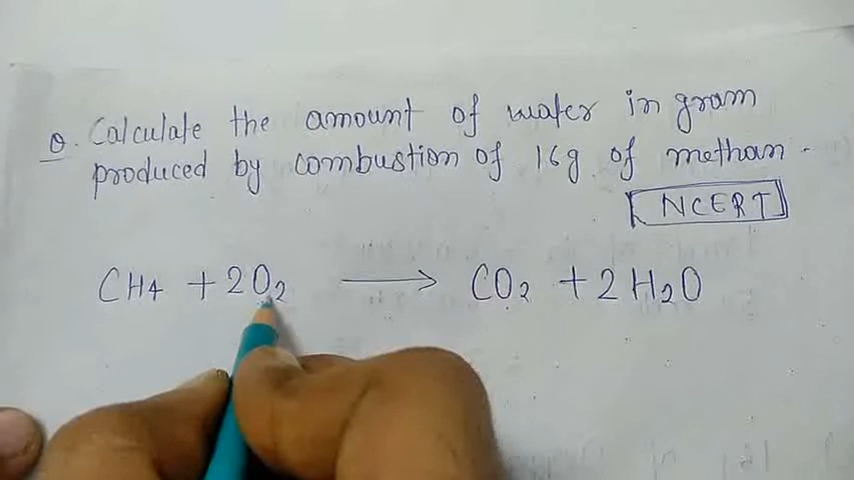 Q. Calculate the amount of water in gram
produced by combustion of 16g of methan.
[NCERT]
CH4 + 2O2 → CO2 + 2H2O